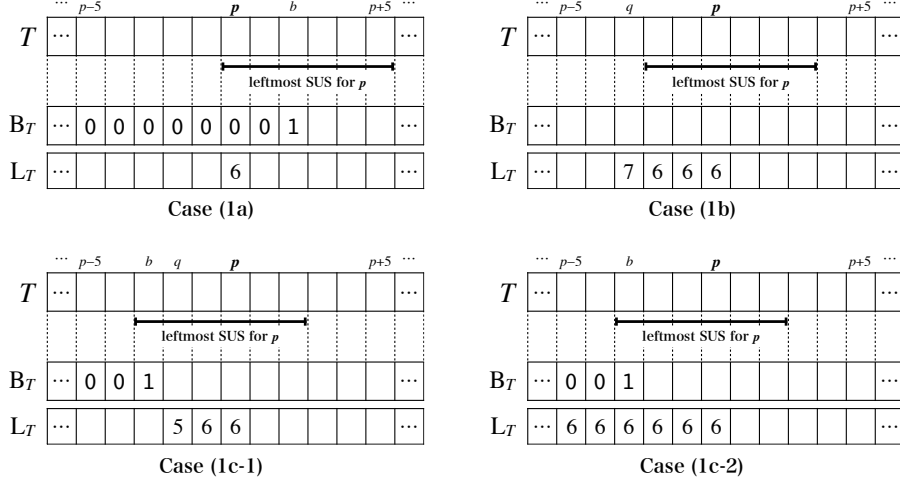 ··· p−5 p b p+5 ···
T ··· ···
leftmost SUS for p
B_T ··· 0 0 0 0 0 0 0 1 ···
L_T ··· 6 ···
Case (1a)
··· p−5 q p p+5 ···
T ··· ···
leftmost SUS for p
B_T ··· ···
L_T ··· 7 6 6 6 ···
Case (1b)
··· p−5 b q p p+5 ···
T ··· ···
leftmost SUS for p
B_T ··· 0 0 1 ···
L_T ··· 5 6 6 ···
Case (1c-1)
··· p−5 b p p+5 ···
T ··· ···
leftmost SUS for p
B_T ··· 0 0 1 ···
L_T ··· 6 6 6 6 6 6 ···
Case (1c-2)